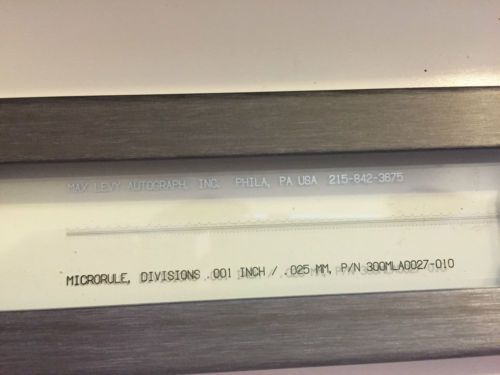 MAX LEVY AUTOGRAPH, INC. PHILA, PA USA 215-842-3675
MICRORULE, DIVISIONS .001 INCH / .025 MM, P/N 300MLA0027-010